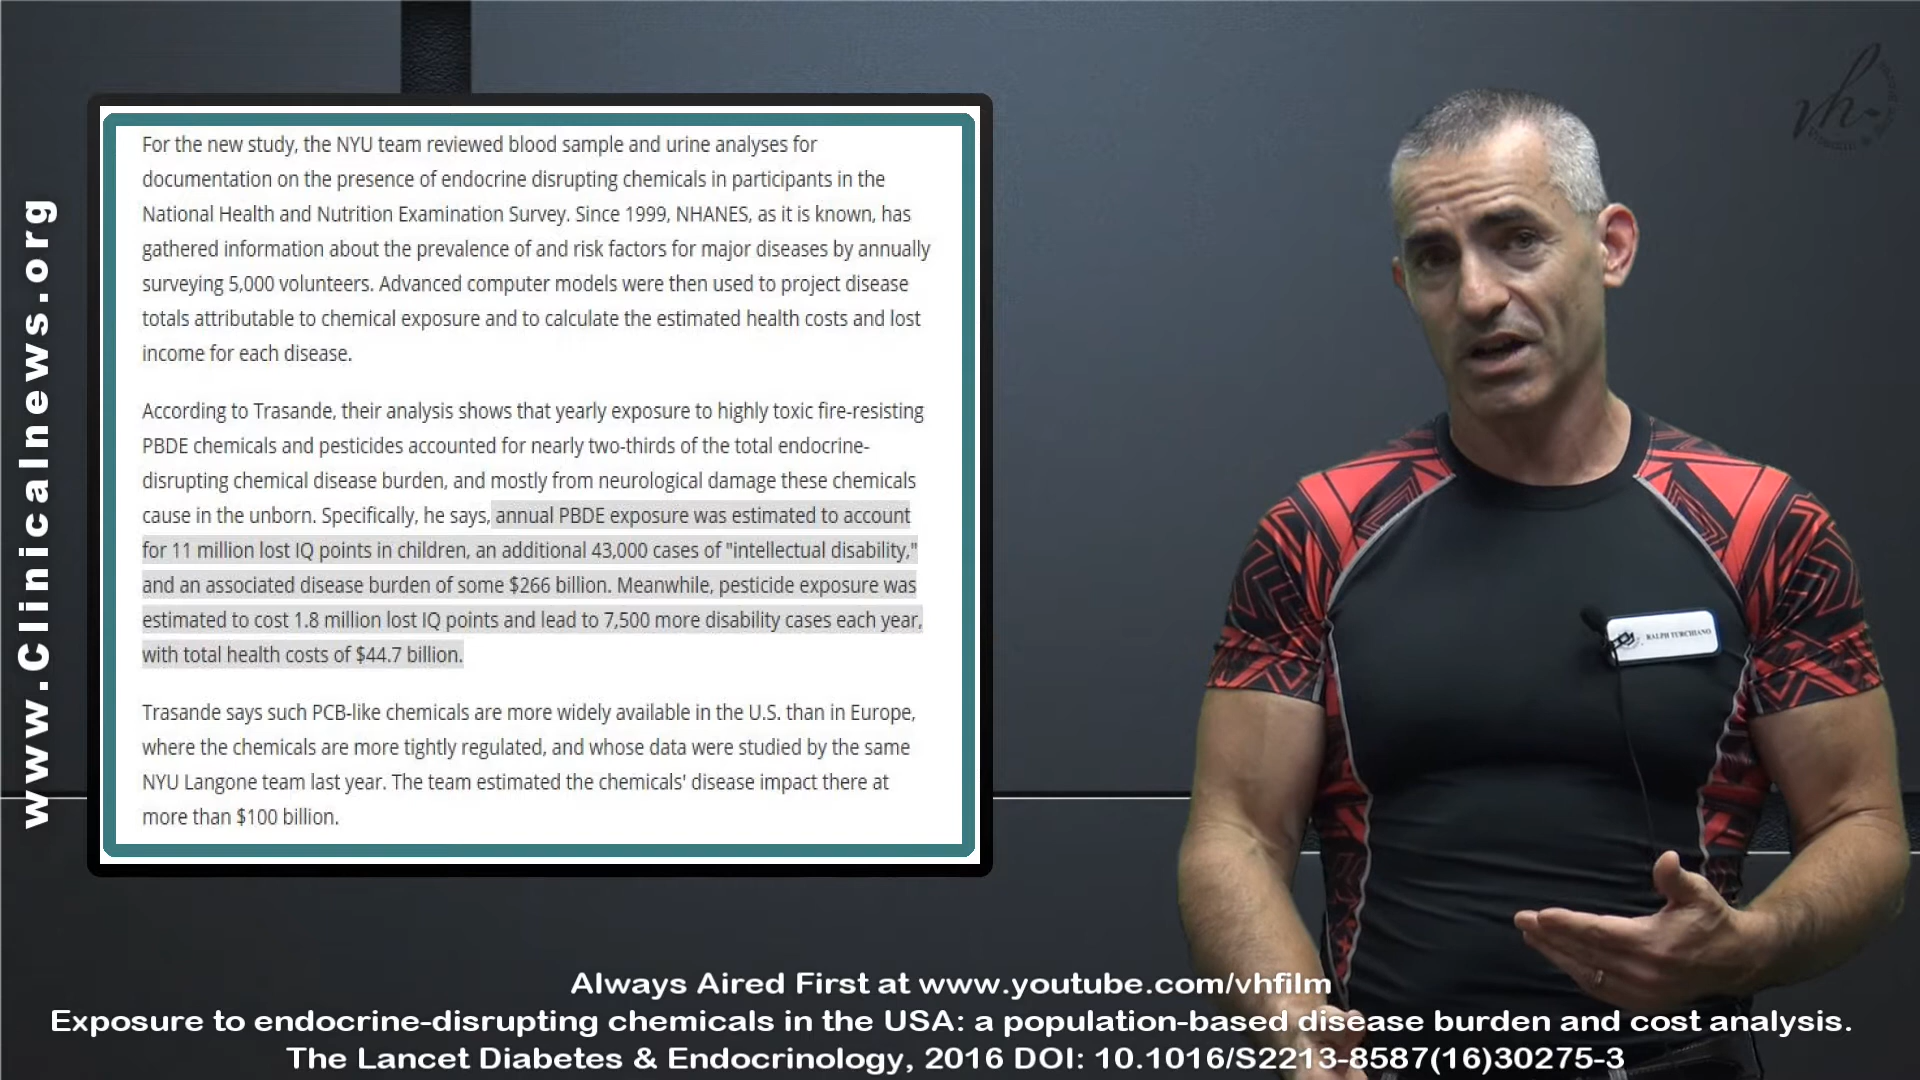 www.Clinicalnews.org
For the new study, the NYU team reviewed blood sample and urine analyses for
documentation on the presence of endocrine disrupting chemicals in participants in the
National Health and Nutrition Examination Survey. Since 1999, NHANES, as it is known, has
gathered information about the prevalence of and risk factors for major diseases by annually
surveying 5,000 volunteers. Advanced computer models were then used to project disease
totals attributable to chemical exposure and to calculate the estimated health costs and lost
income for each disease.
According to Trasande, their analysis shows that yearly exposure to highly toxic fire-resisting
PBDE chemicals and pesticides accounted for nearly two-thirds of the total endocrine-
disrupting chemical disease burden, and mostly from neurological damage these chemicals
cause in the unborn. Specifically, he says, annual PBDE exposure was estimated to account
for 11 million lost IQ points in children, an additional 43,000 cases of "intellectual disability,"
and an associated disease burden of some $266 billion. Meanwhile, pesticide exposure was
estimated to cost 1.8 million lost IQ points and lead to 7,500 more disability cases each year,
with total health costs of $44.7 billion.
Trasande says such PCB-like chemicals are more widely available in the U.S. than in Europe,
where the chemicals are more tightly regulated, and whose data were studied by the same
NYU Langone team last year. The team estimated the chemicals' disease impact there at
more than $100 billion.
vh
RALPH TURCHIANO
Always Aired First at www.youtube.com/vhfilm
Exposure to endocrine-disrupting chemicals in the USA: a population-based disease burden and cost analysis.
The Lancet Diabetes & Endocrinology, 2016 DOI: 10.1016/S2213-8587(16)30275-3